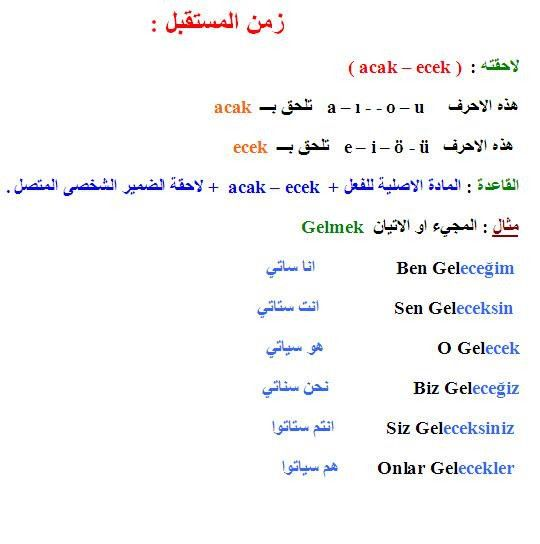 زمن المستقبل :
لاحقته : ( acak – ecek )
هذه الاحرف a – ı - - o – u تلحق بـــ acak
هذه الاحرف e – i – ö - ü تلحق بـــ ecek
القاعدة : المادة الاصلية للفعل + acak – ecek + لاحقة الضمير الشخصى المتصل .
مثال : المجيء او الاتيان Gelmek
Ben Geleceğim انا ساتي
Sen Geleceksin انت ستاتي
O Gelecek هو سياتي
Biz Geleceğiz نحن سناتي
Siz Geleceksiniz انتم ستاتوا
Onlar Gelecekler هم سياتوا